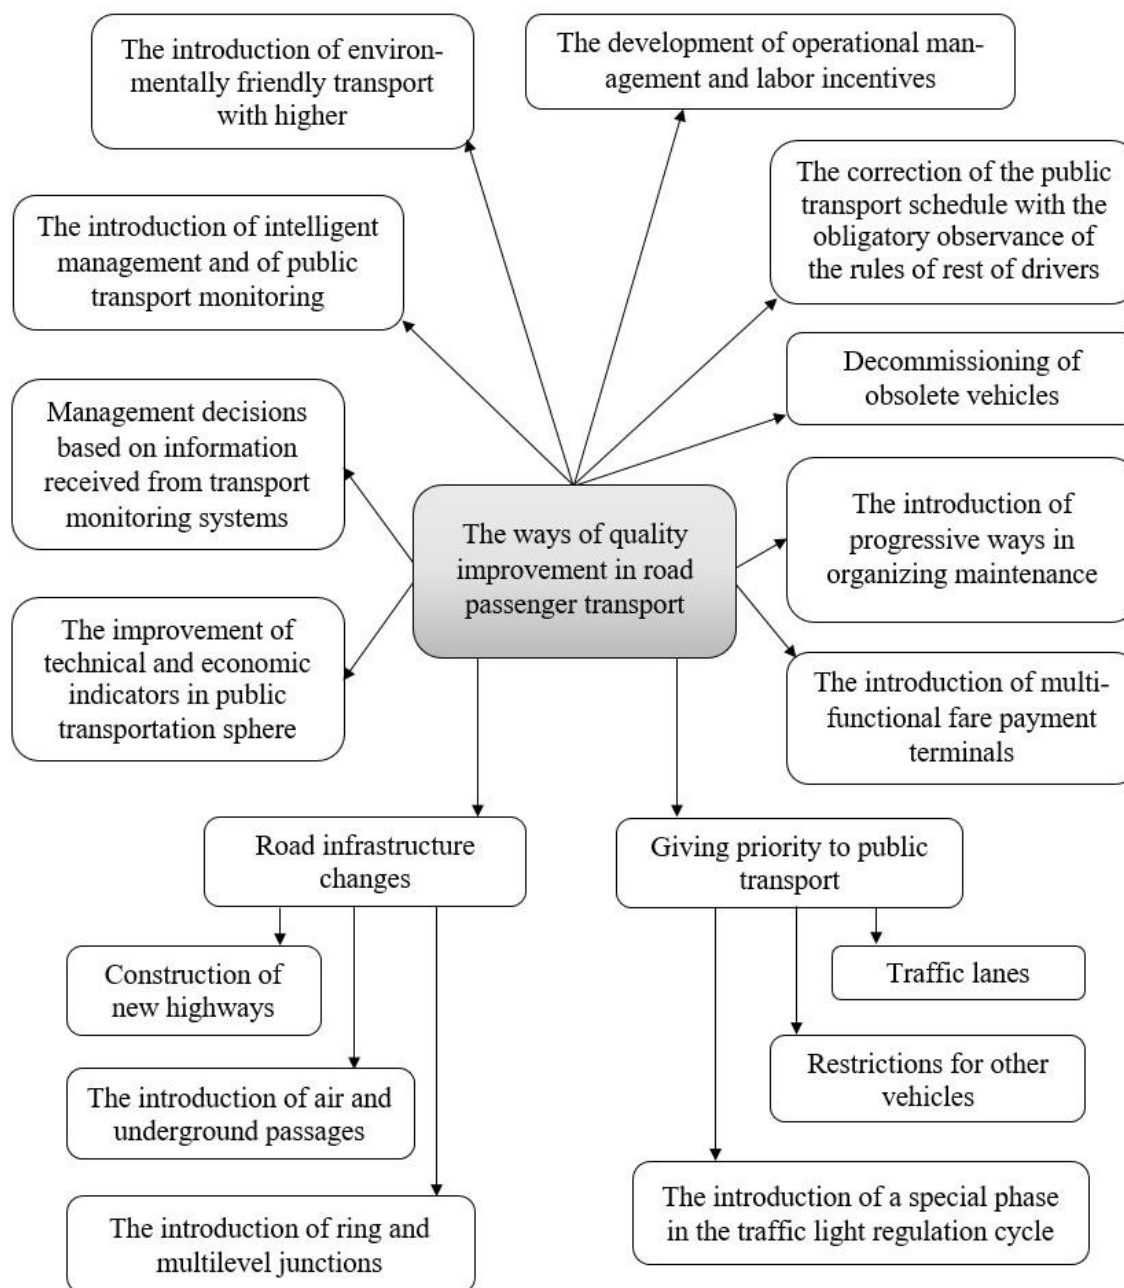 The introduction of environ-
mentally friendly transport
with higher
The development of operational man-
agement and labor incentives
The correction of the public
transport schedule with the
obligatory observance of
the rules of rest of drivers
The introduction of intelligent
management and of public
transport monitoring
Decommissioning of
obsolete vehicles
Management decisions
based on information
received from transport
monitoring systems
The ways of quality
improvement in road
passenger transport
The introduction of
progressive ways in
organizing maintenance
The improvement of
technical and economic
indicators in public
transportation sphere
The introduction of multi-
functional fare payment
terminals
Road infrastructure
changes
Giving priority to public
transport
Construction of
new highways
Traffic lanes
The introduction of air and
underground passages
Restrictions for other
vehicles
The introduction of ring and
multilevel junctions
The introduction of a special phase
in the traffic light regulation cycle